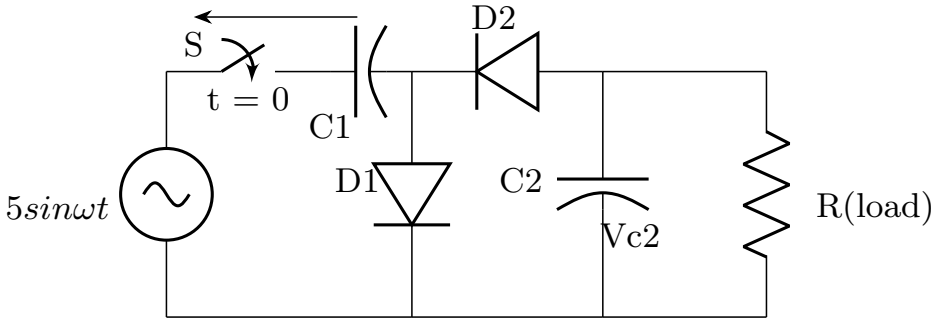 D2
S
t = 0
C1
D1
C2
5sinωt
R(load)
Vc2